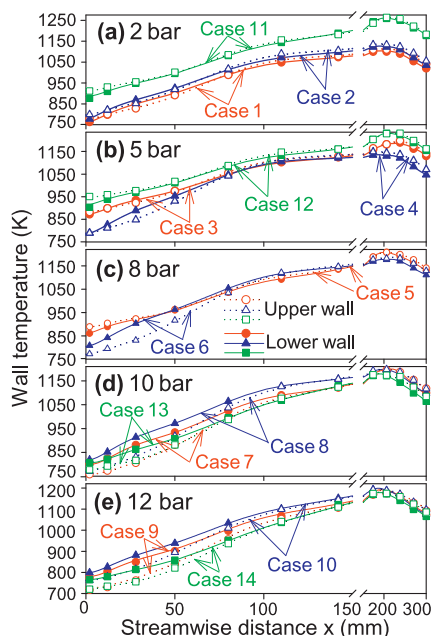 (a) 2 bar
1250
1150
1050
950
850
750
Case 11
Case 1
Case 2
(b) 5 bar
1150
1050
950
850
750
Case 3
Case 12
Case 4
(c) 8 bar
1150
1050
950
850
750
Case 6
Case 5
Upper wall
Lower wall
(d) 10 bar
1150
1050
950
850
750
Case 13
Case 7
Case 8
(e) 12 bar
1200
1100
1000
900
800
700
Case 9
Case 14
Case 10
0 50 100 150 200 250 300
Wall temperature (K)
Streamwise distance x (mm)